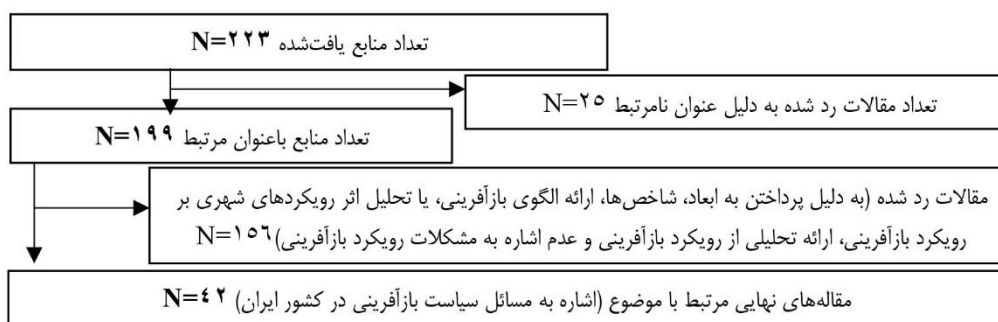 تعداد منابع یافت‌شده N=۲۲۳
تعداد مقالات رد شده به دلیل عنوان نامرتبط N=۲٥
تعداد منابع باعنوان مرتبط N=۱۹۹
مقالات رد شده (به دلیل پرداختن به ابعاد، شاخص‌ها، ارائه الگوی بازآفرینی، یا تحلیل اثر رویکردهای شهری بر
رویکرد بازآفرینی، ارائه تحلیلی از رویکرد بازآفرینی و عدم اشاره به مشکلات رویکرد بازآفرینی)N=۱٥٦
مقاله‌های نهایی مرتبط با موضوع (اشاره به مسائل سیاست بازآفرینی در کشور ایران) N=٤۲